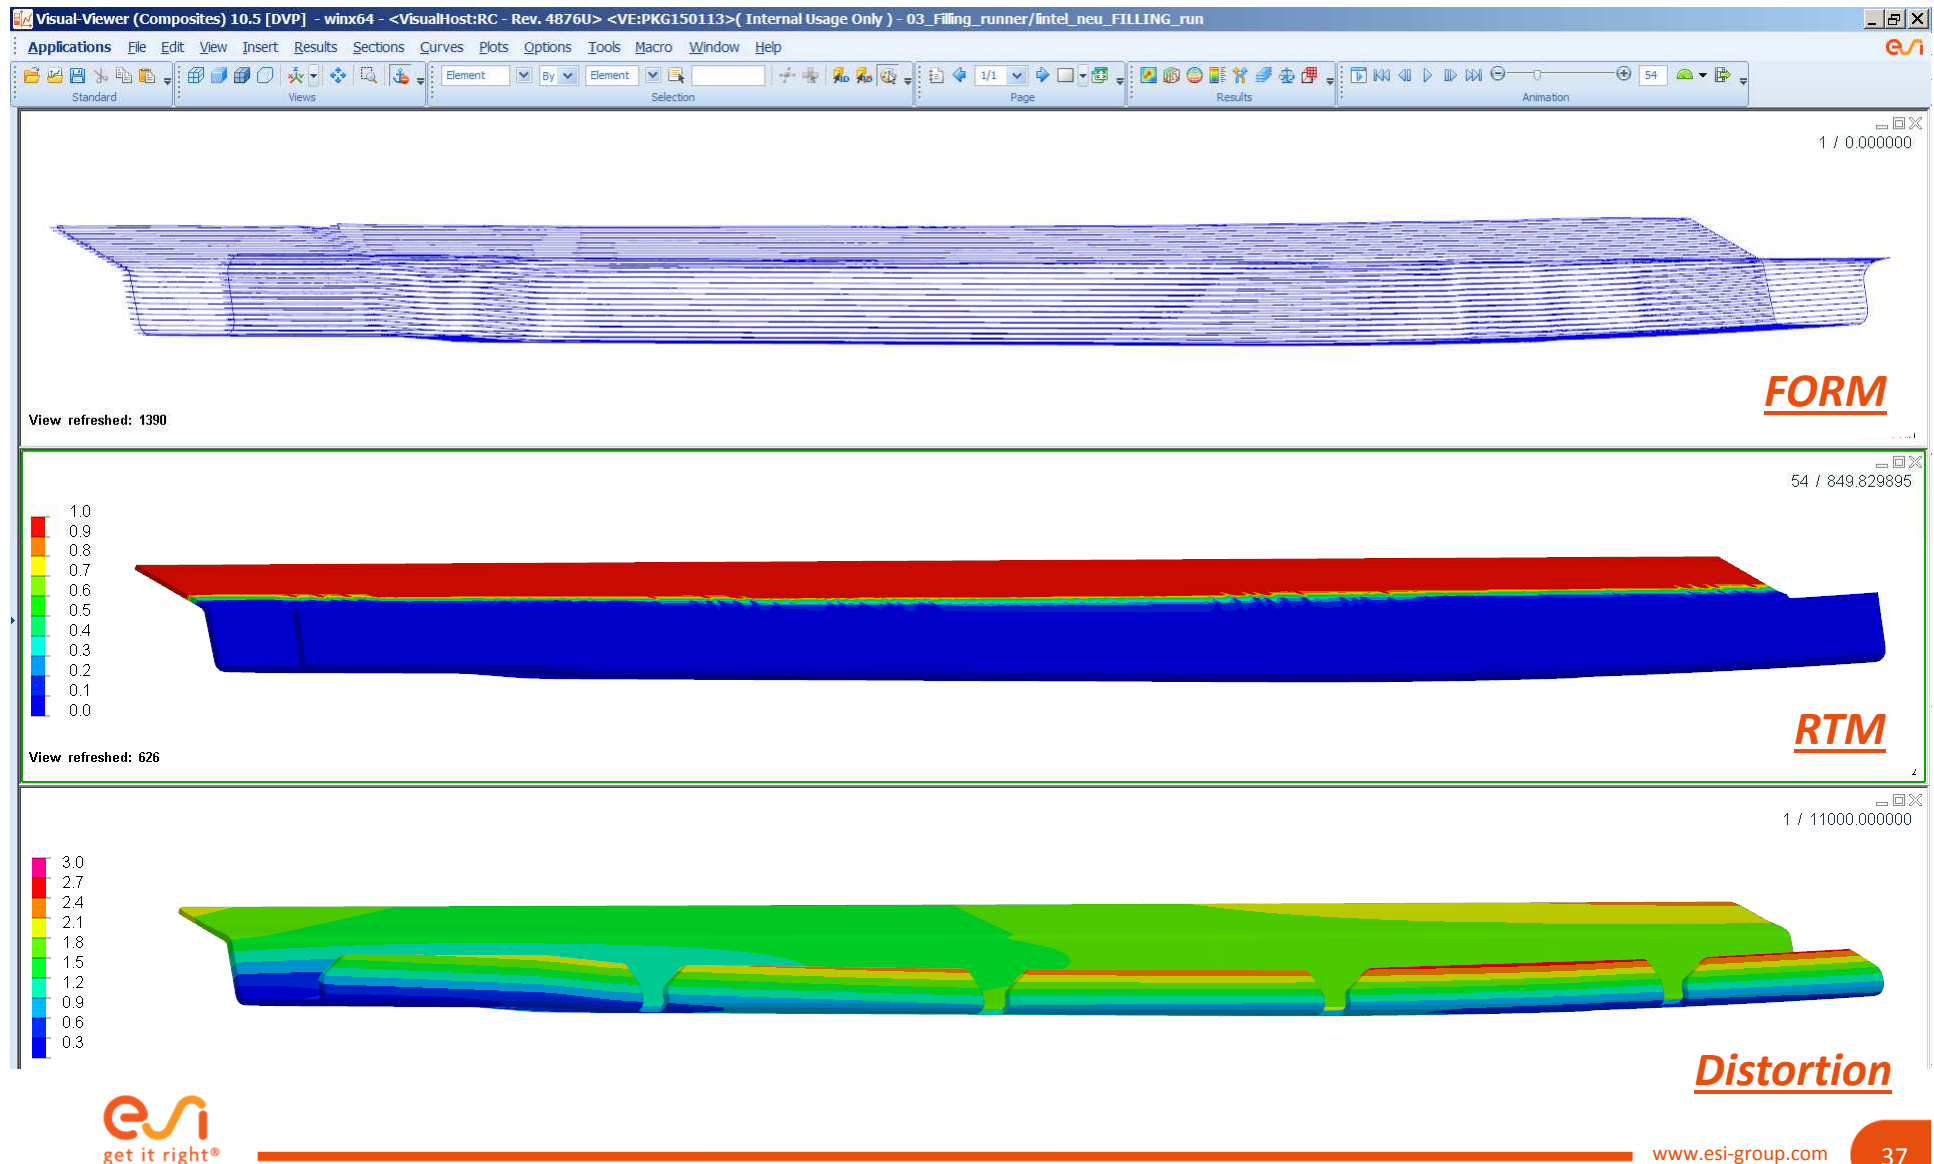 Visual-Viewer (Composites) 10.5 [DVP] - winx64 - <VisualHost:RC - Rev. 4876U> <VE:PKG150113>( Internal Usage Only ) - 03_Filling_runner/lintel_neu_FILLING_run
Applications File Edit View Insert Results Sections Curves Plots Options Tools Macro Window Help
esi
Element By Element 1/1 54
Standard Views Selection Page Results Animation
1 / 0.000000
FORM
View refreshed: 1390
54 / 849.829895
1.0
0.9
0.8
0.7
0.6
0.5
0.4
0.3
0.2
0.1
0.0
RTM
View refreshed: 626
1 / 11000.000000
3.0
2.7
2.4
2.1
1.8
1.5
1.2
0.9
0.6
0.3
Distortion
esi
get it right®
www.esi-group.com
37